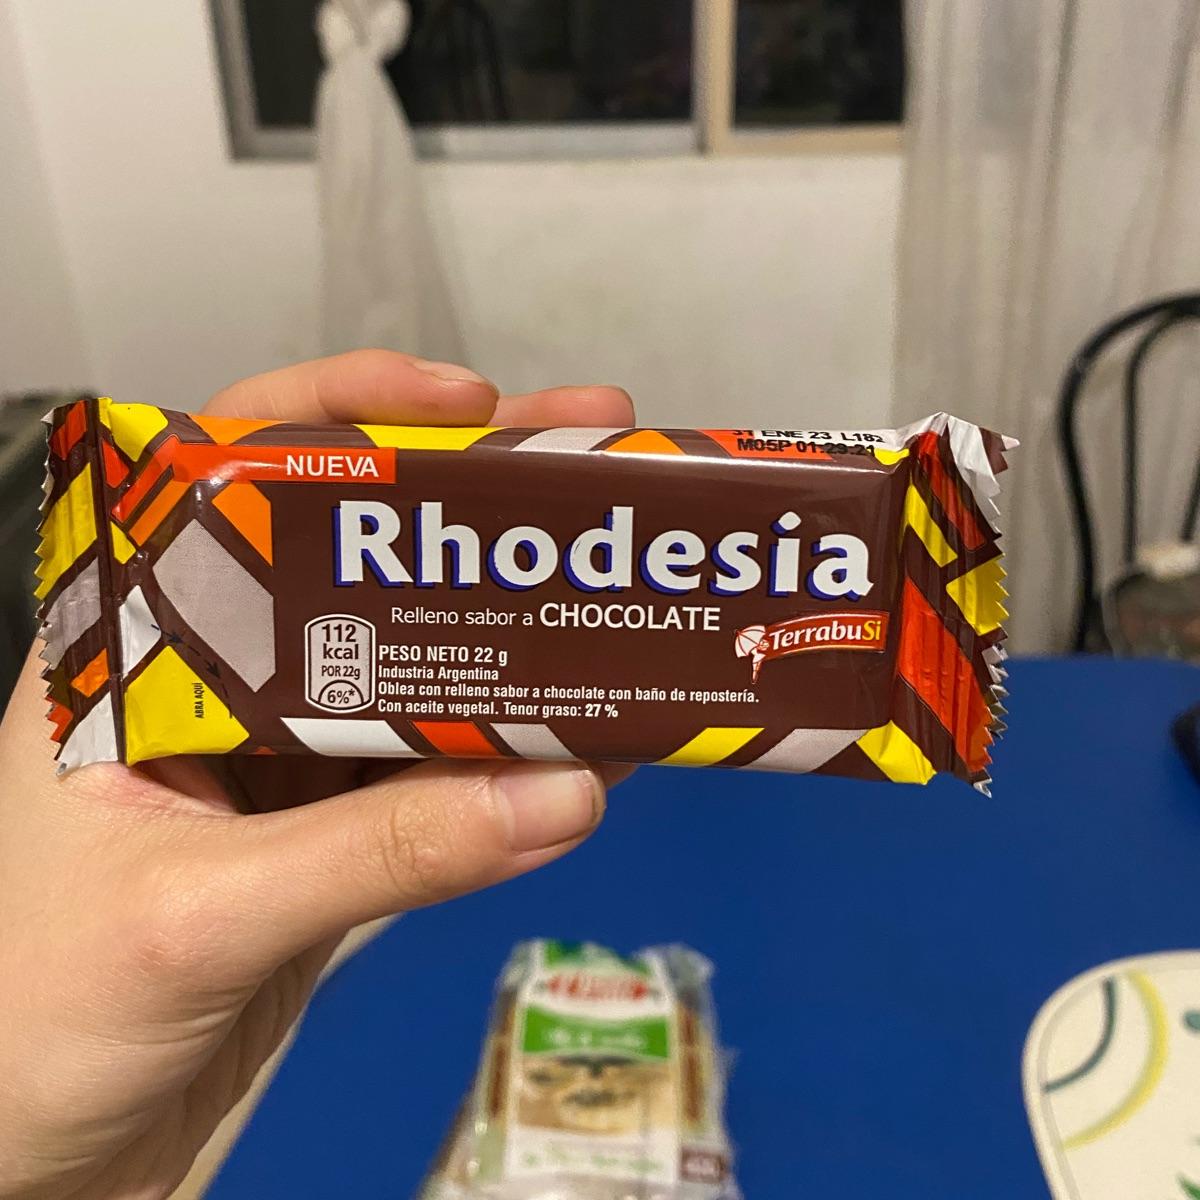 31 ENE 23 L182
M05P 01:29:21
NUEVA
Rhodesia
Relleno sabor a CHOCOLATE
TerrabuSi
112
kcal
POR 22g
6%*
PESO NETO 22 g
Industria Argentina
Oblea con relleno sabor a chocolate con baño de repostería.
Con aceite vegetal. Tenor graso: 27 %
ABRA AQUÍ